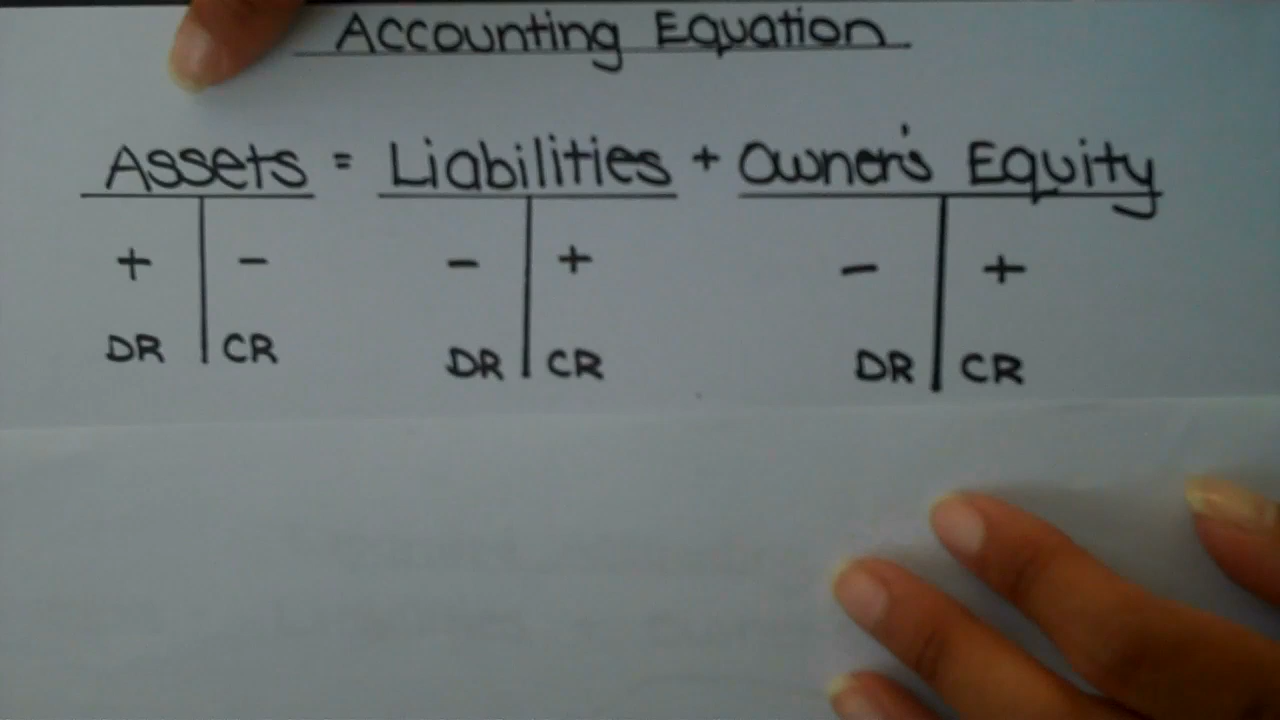 Accounting Equation
Assets = Liabilities + Owner's Equity
+ - - + - +
DR CR DR CR DR CR